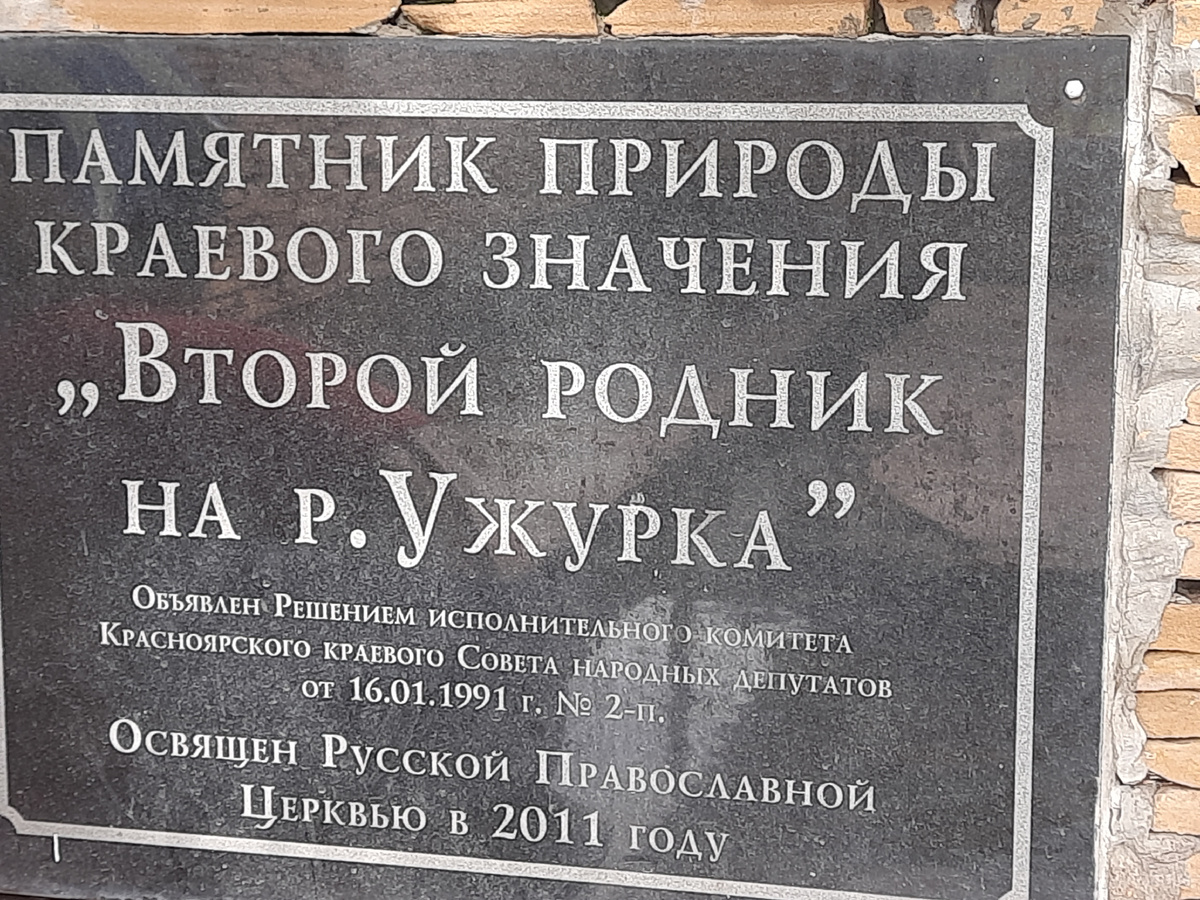 ПАМЯТНИК ПРИРОДЫ
КРАЕВОГО ЗНАЧЕНИЯ
„Второй родник
на р. Ужурка”
Объявлен Решением исполнительного комитета
Красноярского краевого Совета народных депутатов
от 16.01.1991 г. № 2-п.
Освящен Русской Православной
Церквью в 2011 году